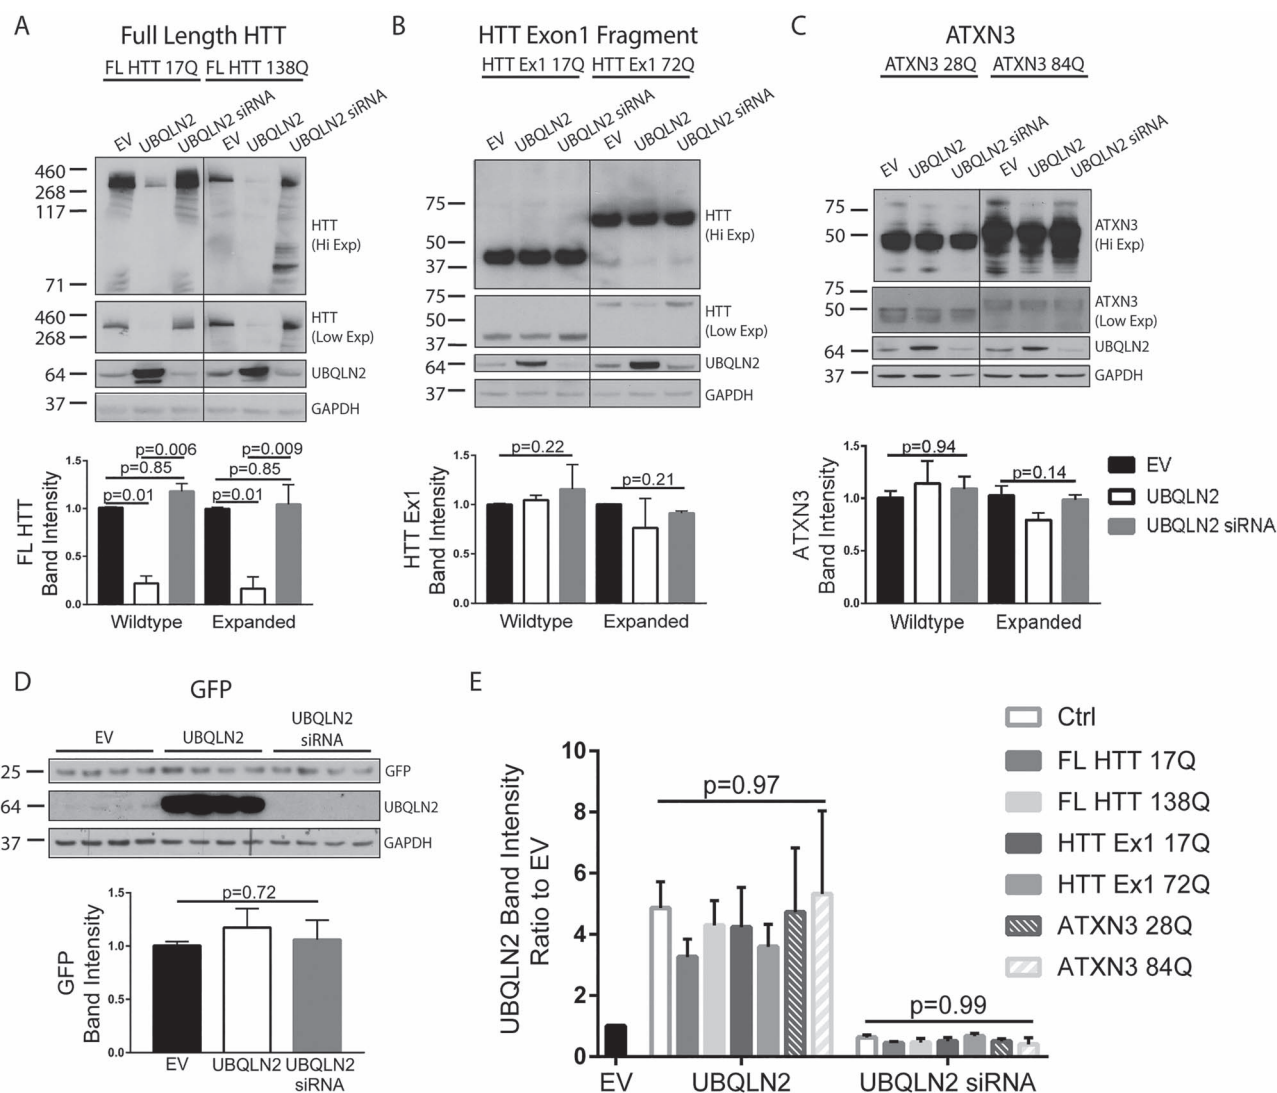 A
Full Length HTT
FL HTT 17Q FL HTT 138Q
EV
UBQLN2
UBQLN2 siRNA
EV
UBQLN2
UBQLN2 siRNA
460
268
117
71
HTT
(Hi Exp)
460
268
HTT
(Low Exp)
64
UBQLN2
37
GAPDH
p=0.006
p=0.009
p=0.85
p=0.85
p=0.01
p=0.01
FL HTT
Band Intensity
1.5
1.0
0.5
0.0
Wildtype
Expanded
B
HTT Exon1 Fragment
HTT Ex1 17Q HTT Ex1 72Q
EV
UBQLN2
UBQLN2 siRNA
EV
UBQLN2
UBQLN2 siRNA
75
50
37
HTT
(Hi Exp)
75
50
37
HTT
(Low Exp)
64
UBQLN2
37
GAPDH
p=0.22
p=0.21
HTT Ex1
Band Intensity
1.5
1.0
0.5
0.0
Wildtype
Expanded
C
ATXN3
ATXN3 28Q ATXN3 84Q
EV
UBQLN2
UBQLN2 siRNA
EV
UBQLN2
UBQLN2 siRNA
75
50
ATXN3
(Hi Exp)
75
50
ATXN3
(Low Exp)
64
UBQLN2
37
GAPDH
p=0.94
p=0.14
ATXN3
Band Intensity
1.5
1.0
0.5
0.0
Wildtype
Expanded
EV
UBQLN2
UBQLN2 siRNA
D
GFP
EV
UBQLN2
UBQLN2
siRNA
25
GFP
64
UBQLN2
37
GAPDH
p=0.72
GFP
Band Intensity
1.5
1.0
0.5
0.0
EV
UBQLN2
UBQLN2
siRNA
E
UBQLN2 Band Intensity
Ratio to EV
10
8
6
4
2
0
p=0.97
p=0.99
EV
UBQLN2
UBQLN2 siRNA
Ctrl
FL HTT 17Q
FL HTT 138Q
HTT Ex1 17Q
HTT Ex1 72Q
ATXN3 28Q
ATXN3 84Q